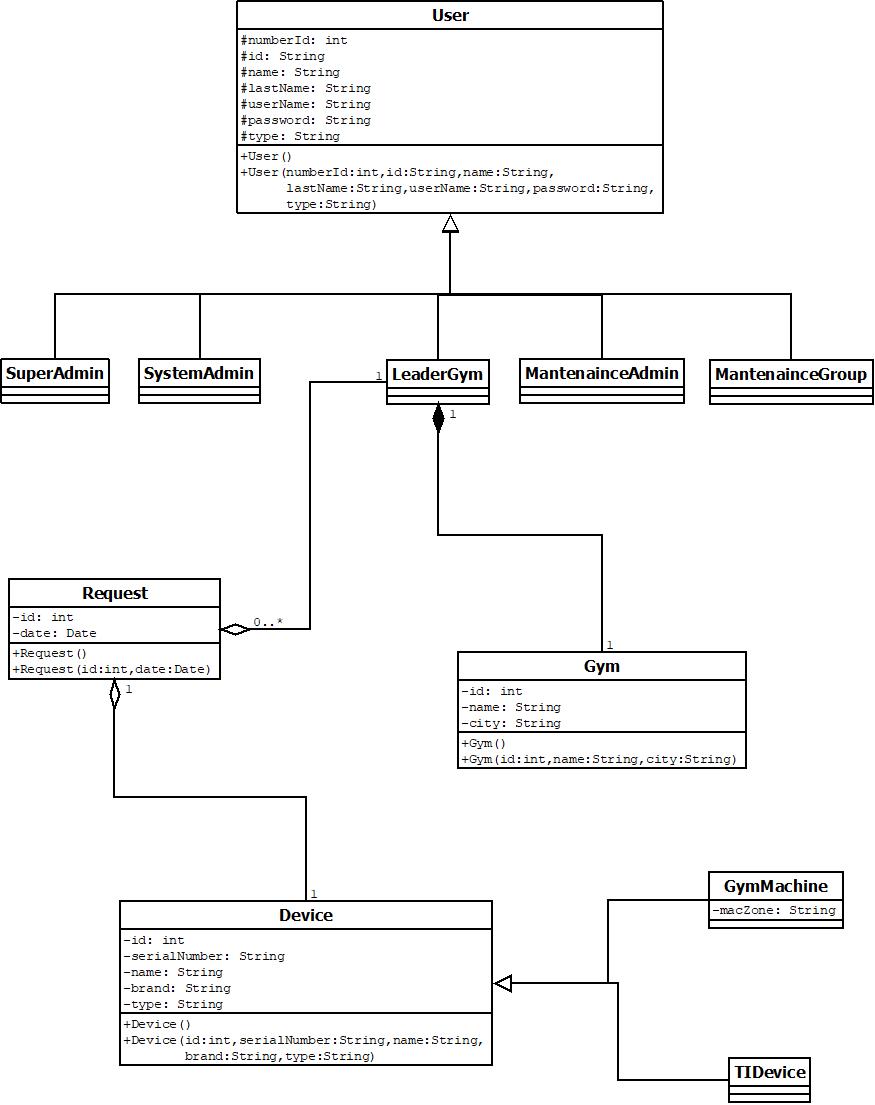 User
#numberId: int
#id: String
#name: String
#lastName: String
#userName: String
#password: String
#type: String
+User()
+User(numberId:int,id:String,name:String,
lastName:String,userName:String,password:String,
type:String)
SuperAdmin
SystemAdmin
1
LeaderGym
MantenainceAdmin
MantenainceGroup
1
Request
-id: int
-date: Date
+Request()
+Request(id:int,date:Date)
0..*
1
1
Gym
-id: int
-name: String
-city: String
+Gym()
+Gym(id:int,name:String,city:String)
1
Device
-id: int
-serialNumber: String
-name: String
-brand: String
-type: String
+Device()
+Device(id:int,serialNumber:String,name:String,
brand:String,type:String)
GymMachine
-macZone: String
TIDevice